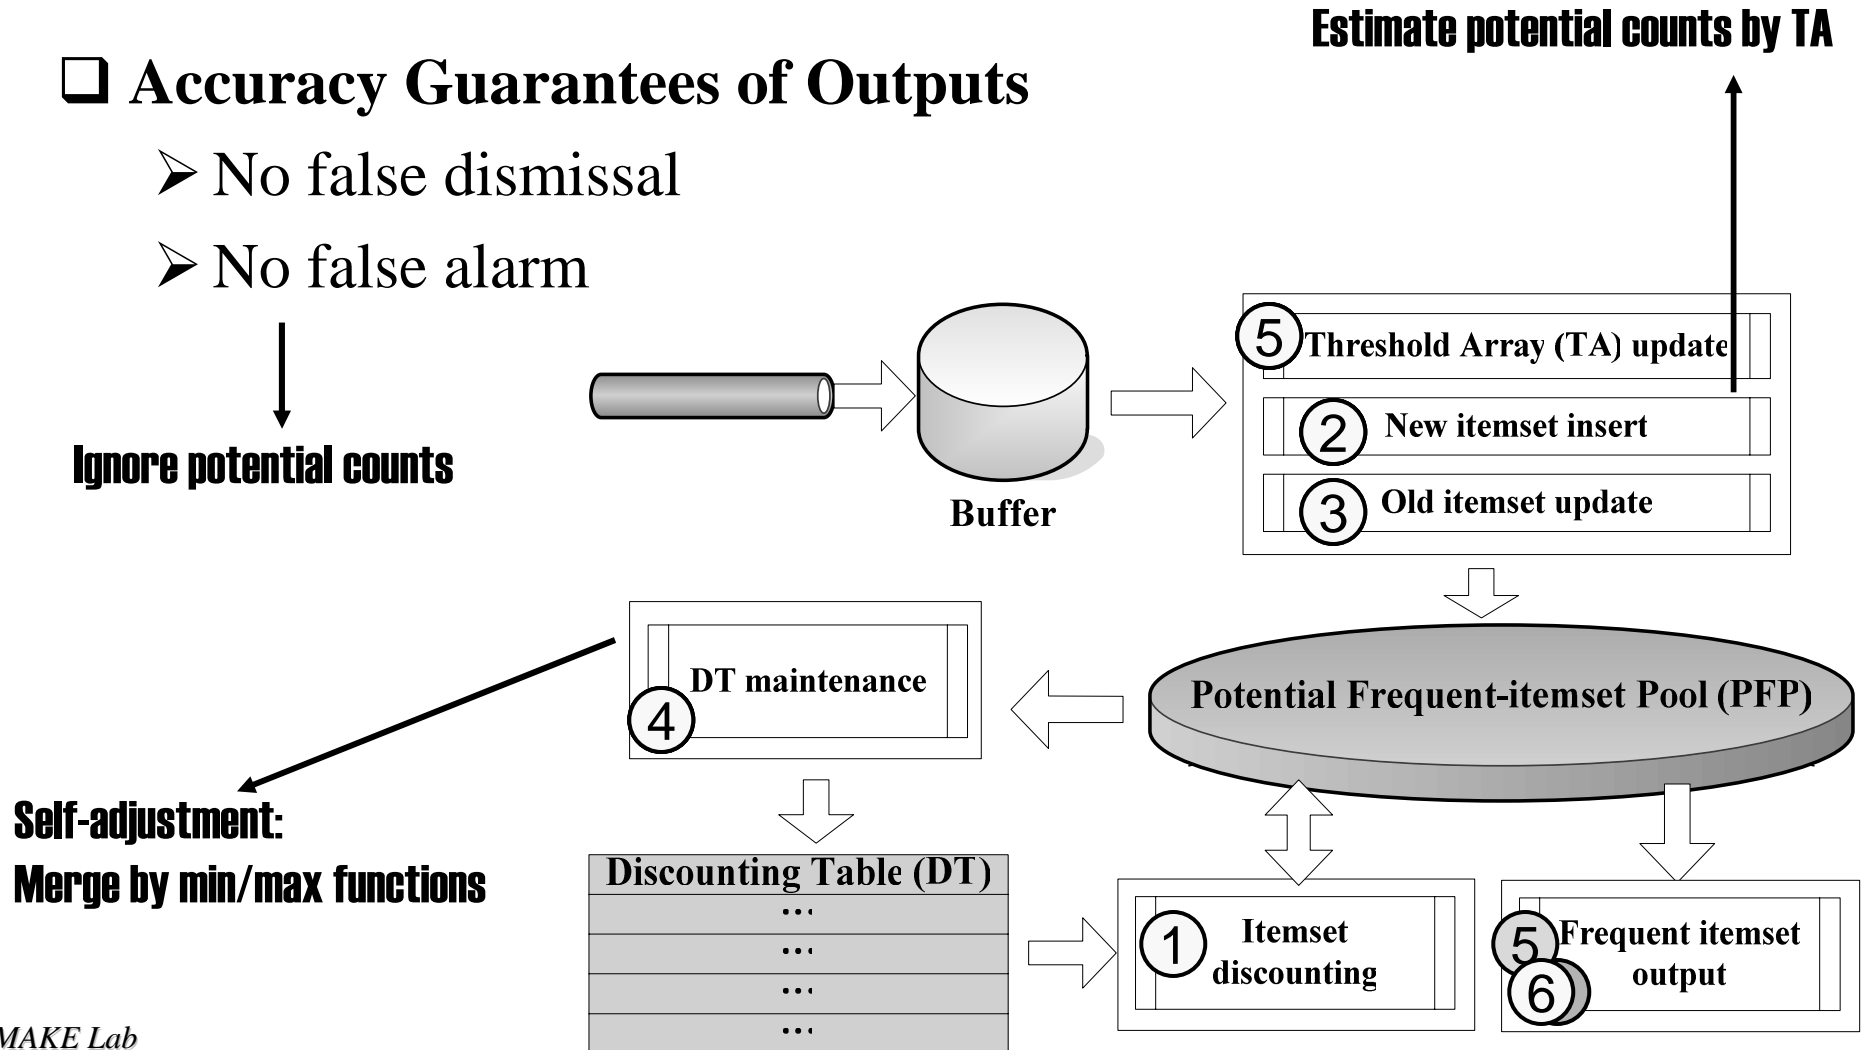 Estimate potential counts by TA
Accuracy Guarantees of Outputs
No false dismissal
No false alarm
Ignore potential counts
Buffer
5
Threshold Array (TA) update
2
New itemset insert
3
Old itemset update
DT maintenance
4
Potential Frequent-itemset Pool (PFP)
Self-adjustment:
Merge by min/max functions
Discounting Table (DT)
...
...
...
...
1
Itemset
discounting
5
6
Frequent itemset
output
MAKE Lab